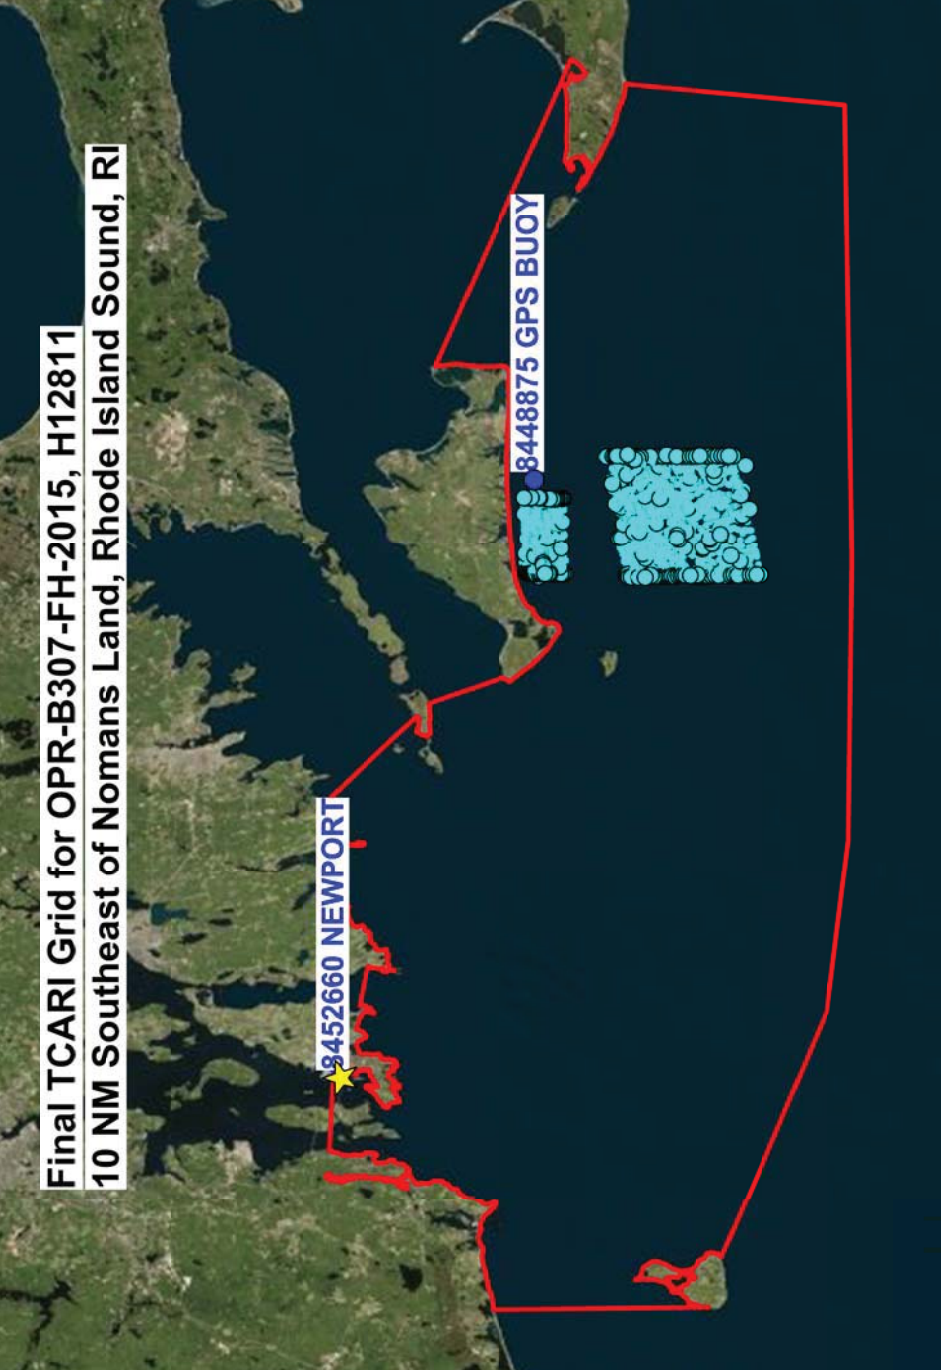 Final TCARI Grid for OPR-B307-FH-2015, H12811
10 NM Southeast of Nomans Land, Rhode Island Sound, RI
8452660 NEWPORT
8448875 GPS BUOY